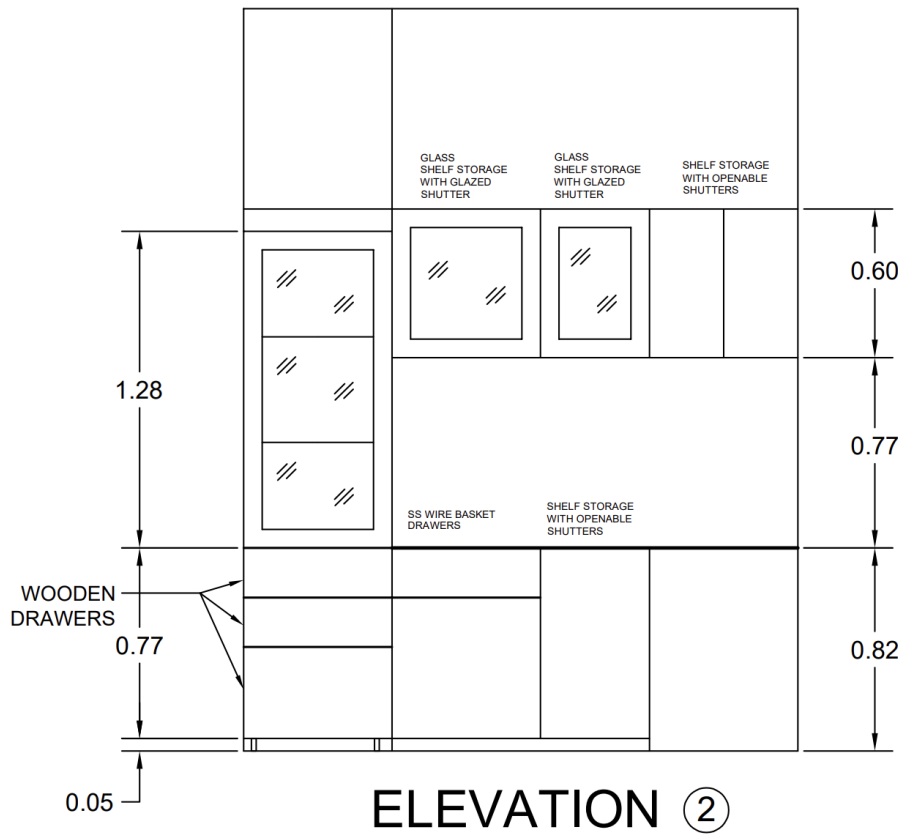 GLASS
SHELF STORAGE
WITH GLAZED
SHUTTER
GLASS
SHELF STORAGE
WITH GLAZED
SHUTTER
SHELF STORAGE
WITH OPENABLE
SHUTTERS
0.60
1.28
0.77
SS WIRE BASKET
DRAWERS
SHELF STORAGE
WITH OPENABLE
SHUTTERS
WOODEN
DRAWERS
0.77
0.82
0.05
ELEVATION 2